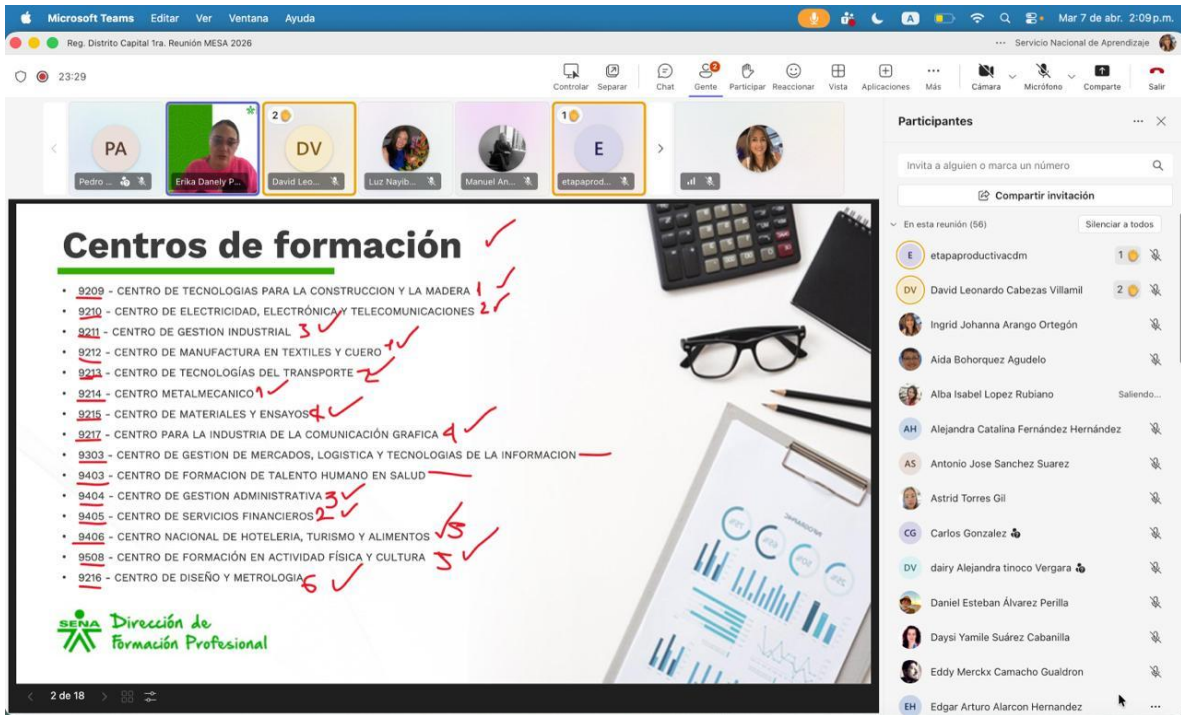 Microsoft Teams Editar Ver Ventana Ayuda
A
Mar 7 de abr. 2:09 p.m.
Reg. Distrito Capital 1ra. Reunión MESA 2026
Servicio Nacional de Aprendizaje
23:29
Controlar Separar Chat Gente 2 Participar Reaccionar Vista Aplicaciones Más Cámara Micrófono Comparte Salir
PA
Pedro ...
Erika Danely P...
2
DV
David Leo...
Luz Nayib...
Manuel An...
1
E
etapaprod...
Centros de formación
9209 - CENTRO DE TECNOLOGIAS PARA LA CONSTRUCCION Y LA MADERA 1
9210 - CENTRO DE ELECTRICIDAD, ELECTRÓNICA Y TELECOMUNICACIONES 2
9211 - CENTRO DE GESTION INDUSTRIAL 3
9212 - CENTRO DE MANUFACTURA EN TEXTILES Y CUERO
9213 - CENTRO DE TECNOLOGÍAS DEL TRANSPORTE 2
9214 - CENTRO METALMECANICO 1
9215 - CENTRO DE MATERIALES Y ENSAYOS 4
9217 - CENTRO PARA LA INDUSTRIA DE LA COMUNICACIÓN GRAFICA 4
9303 - CENTRO DE GESTION DE MERCADOS, LOGISTICA Y TECNOLOGIAS DE LA INFORMACION
9403 - CENTRO DE FORMACION DE TALENTO HUMANO EN SALUD
9404 - CENTRO DE GESTION ADMINISTRATIVA 3
9405 - CENTRO DE SERVICIOS FINANCIEROS 2
9406 - CENTRO NACIONAL DE HOTELERIA, TURISMO Y ALIMENTOS 5
9508 - CENTRO DE FORMACIÓN EN ACTIVIDAD FÍSICA Y CULTURA 5
9216 - CENTRO DE DISEÑO Y METROLOGIA 6
SENA
Dirección de
Formación Profesional
2 de 18
Participantes
Invita a alguien o marca un número
Compartir invitación
En esta reunión (56) Silenciar a todos
E etapaproductivacdm 1
DV David Leonardo Cabezas Villamil 2
Ingrid Johanna Arango Ortegón
Aida Bohorquez Agudelo
Alba Isabel Lopez Rubiano Saliendo...
AH Alejandra Catalina Fernández Hernández
AS Antonio Jose Sanchez Suarez
Astrid Torres Gil
CG Carlos Gonzalez
DV dairy Alejandra tinoco Vergara
Daniel Esteban Álvarez Perilla
Daysi Yamile Suárez Cabanilla
Eddy Merckx Camacho Gualdron
EH Edgar Arturo Alarcon Hernandez